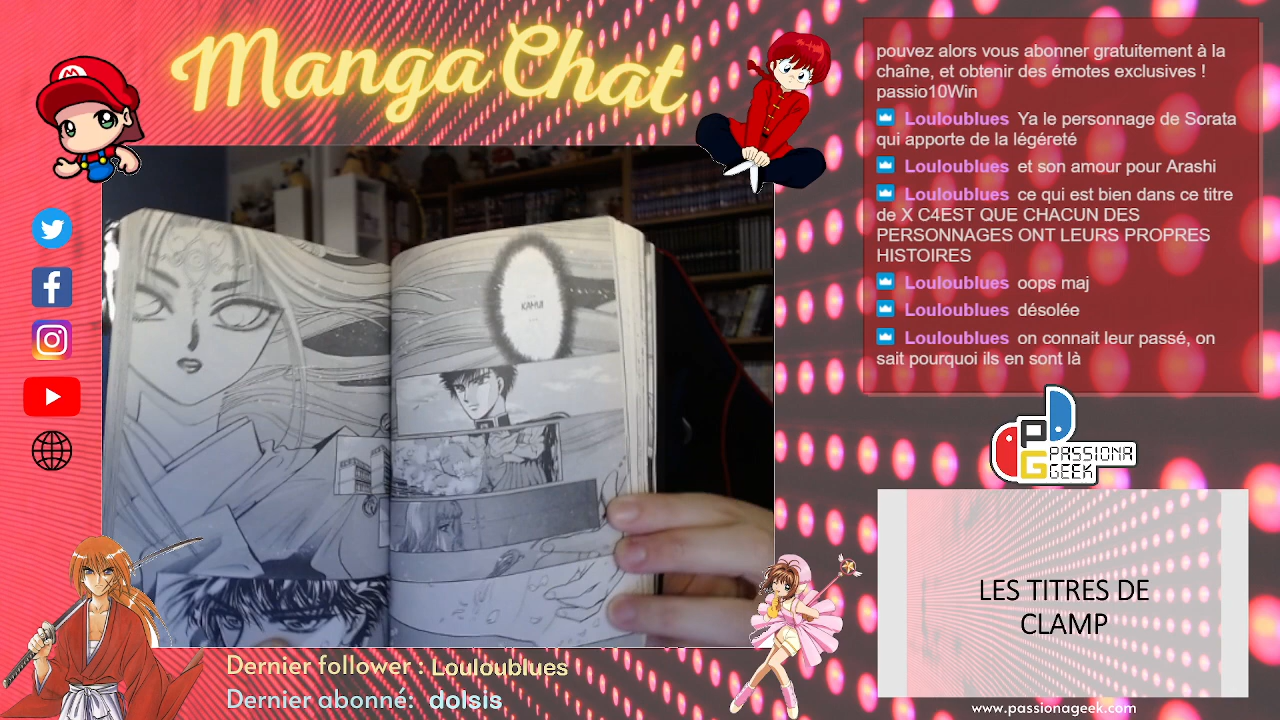 Manga Chat
pouvez alors vous abonner gratuitement à la
chaîne, et obtenir des émotes exclusives !
passio10Win
Louloublues Ya le personnage de Sorata
qui apporte de la légéreté
Louloublues et son amour pour Arashi
Louloublues ce qui est bien dans ce titre
de X C4EST QUE CHACUN DES
PERSONNAGES ONT LEURS PROPRES
HISTOIRES
Louloublues oops maj
Louloublues désolée
Louloublues on connait leur passé, on
sait pourquoi ils en sont là
...
KAMUI
...
PG PASSIONA
GEEK
LES TITRES DE
CLAMP
Dernier follower : Louloublues
Dernier abonné: dolsis
www.passionageek.com